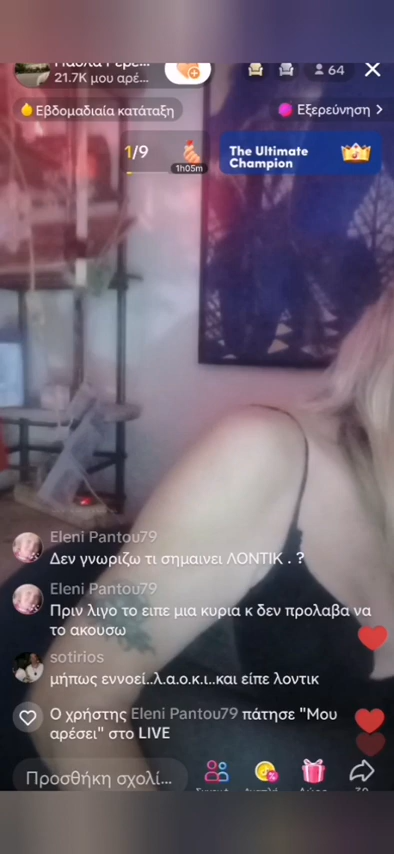 21.7K μου αρέ...
64
Εβδομαδιαία κατάταξη
Εξερεύνηση
1/9
1h05m
The Ultimate
Champion
Eleni Pantou79
Δεν γνωριζω τι σημαινει ΛΟΝΤΙΚ . ?
Eleni Pantou79
Πριν λιγο το ειπε μια κυρια κ δεν προλαβα να
το ακουσω
sotirios
μήπως εννοεί..λ.α.ο.κ.ι..και είπε λοντικ
Ο χρήστης Eleni Pantou79 πάτησε "Μου
αρέσει" στο LIVE
Προσθήκη σχολί...